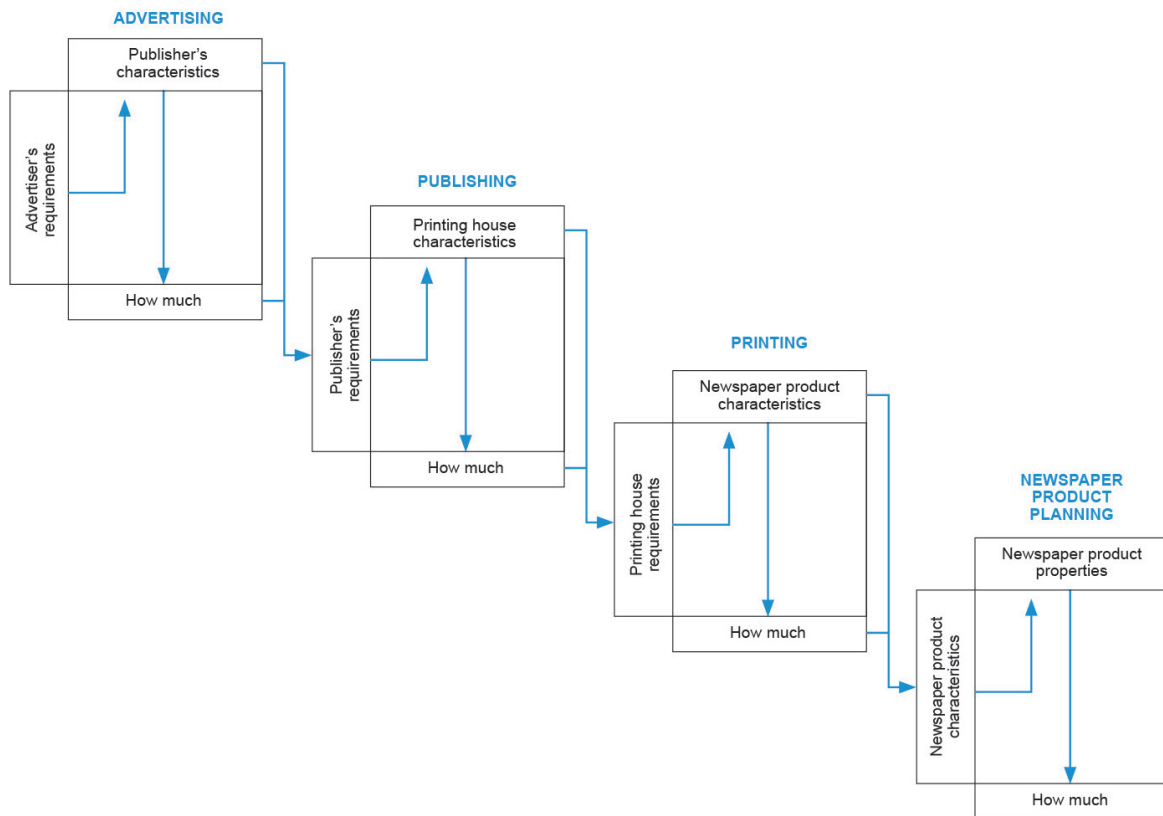 ADVERTISING
Publisher's
characteristics
Advertiser's
requirements
How much
PUBLISHING
Printing house
characteristics
Publisher's
requirements
How much
PRINTING
Newspaper product
characteristics
Printing house
requirements
How much
NEWSPAPER
PRODUCT
PLANNING
Newspaper product
properties
Newspaper product
characteristics
How much